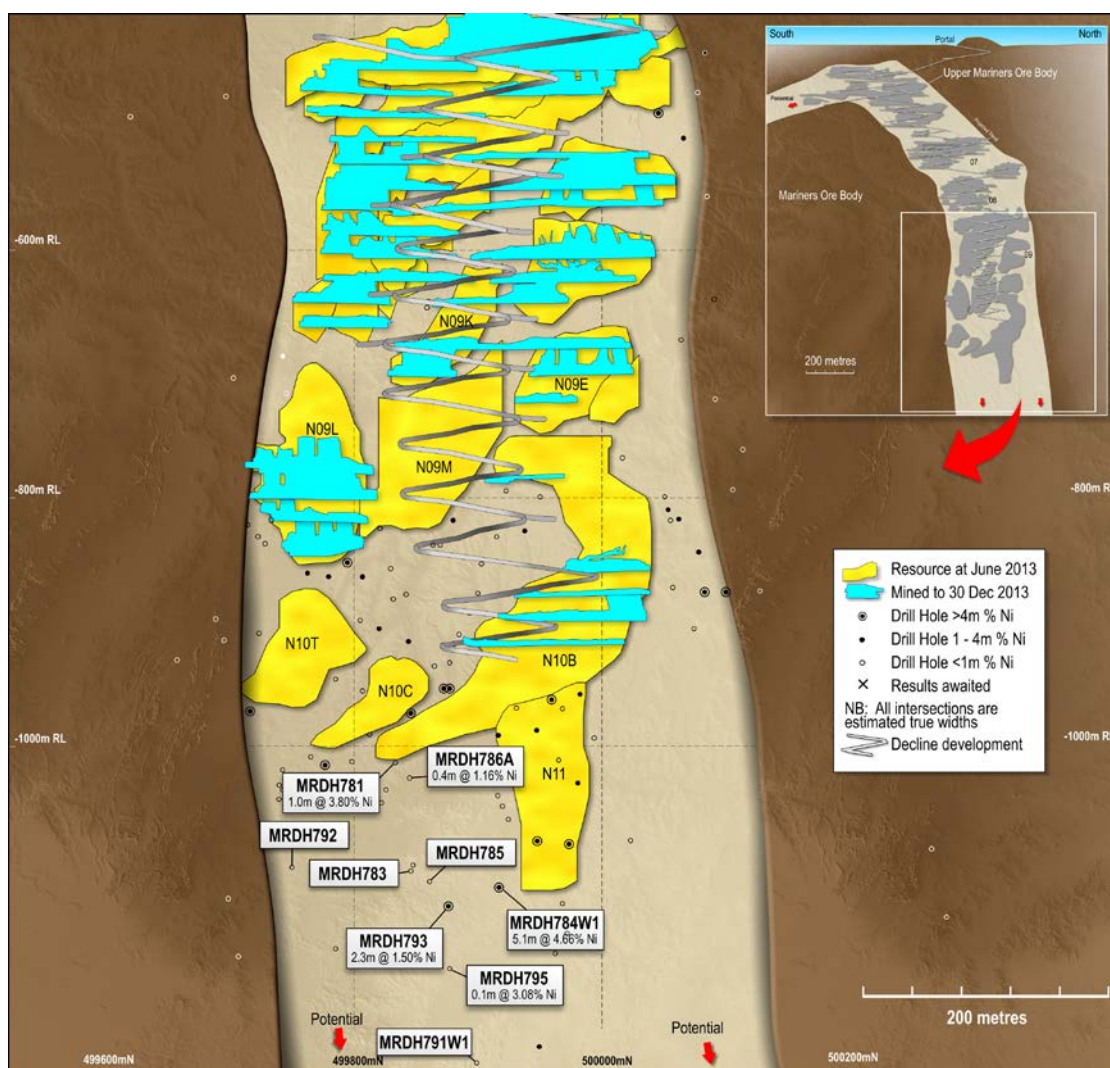 South
North
Portal
Upper Mariners Ore Body
Potential
07
Mariners Ore Body
08
09
200 metres
-600m RL
N09K
N09E
N09L
N09M
-800m RL
-800m R
Resource at June 2013
Mined to 30 Dec 2013
Drill Hole >4m % Ni
Drill Hole 1 - 4m % Ni
Drill Hole <1m % Ni
Results awaited
NB: All intersections are
estimated true widths
Decline development
N10T
N10B
N10C
-1000m RL
-1000m RL
MRDH786A
0.4m @ 1.16% Ni
N11
MRDH781
1.0m @ 3.80% Ni
MRDH792
MRDH785
MRDH783
MRDH784W1
5.1m @ 4.66% Ni
MRDH793
2.3m @ 1.50% Ni
MRDH795
0.1m @ 3.08% Ni
200 metres
Potential
Potential
MRDH791W1
499600mN
499800mN
500000mN
500200mN